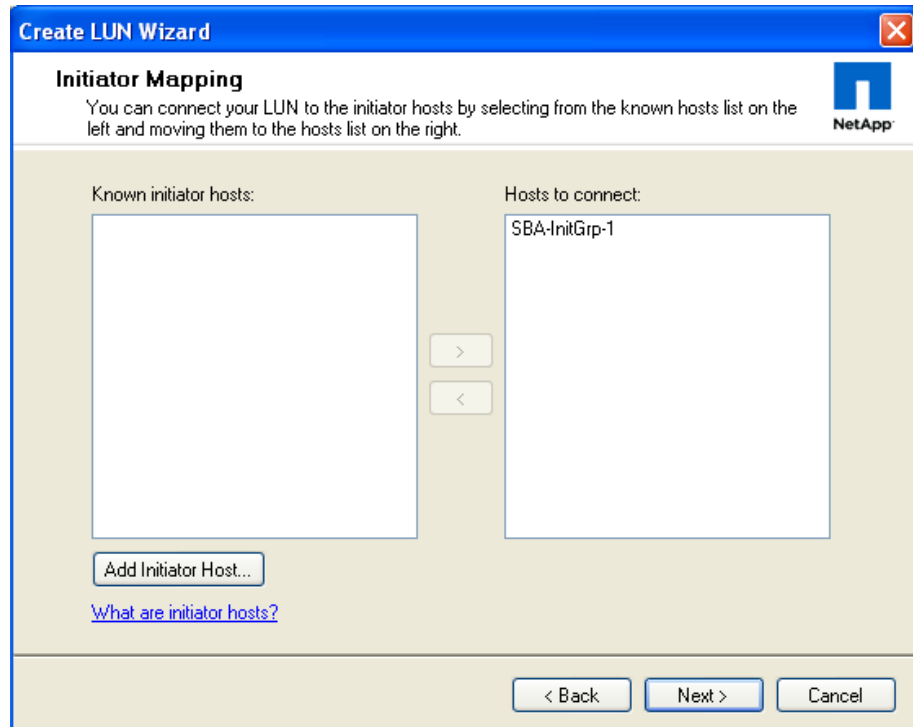 Create LUN Wizard
Initiator Mapping
You can connect your LUN to the initiator hosts by selecting from the known hosts list on the
left and moving them to the hosts list on the right.
NetApp
Known initiator hosts:
Hosts to connect:
SBA-InitGrp-1
>
<
Add Initiator Host...
What are initiator hosts?
< Back
Next >
Cancel